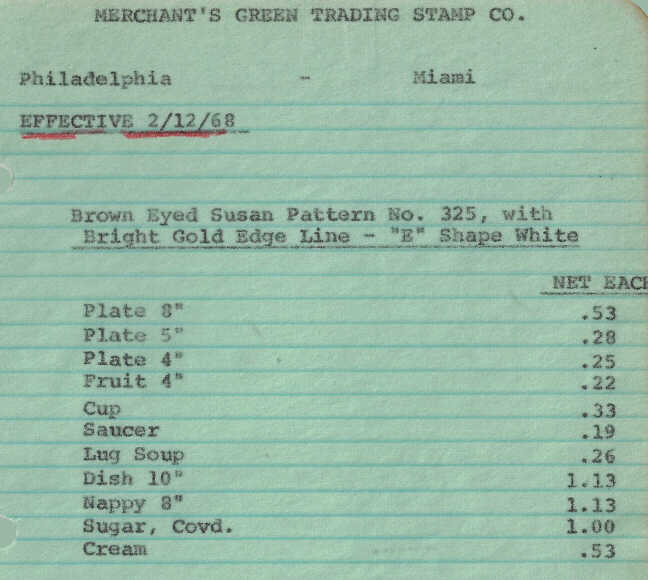 MERCHANT'S GREEN TRADING STAMP CO.
Philadelphia - Miami
EFFECTIVE 2/12/68
Brown Eyed Susan Pattern No. 325, with
Bright Gold Edge Line - "E" Shape White
NET EACH
Plate 8" .53
Plate 5" .28
Plate 4" .25
Fruit 4" .22
Cup .33
Saucer .19
Lug Soup .26
Dish 10" 1.13
Nappy 8" 1.13
Sugar, Covd. 1.00
Cream .53